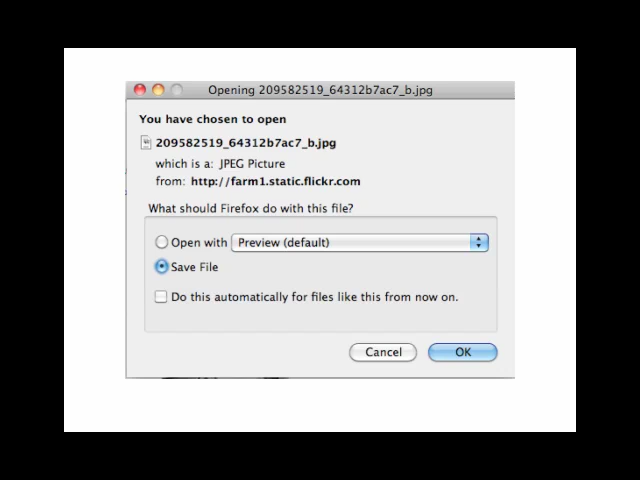 Opening 209582519_64312b7ac7_b.jpg
You have chosen to open
209582519_64312b7ac7_b.jpg
which is a: JPEG Picture
from: http://farm1.static.flickr.com
What should Firefox do with this file?
Open with Preview (default)
Save File
Do this automatically for files like this from now on.
Cancel OK